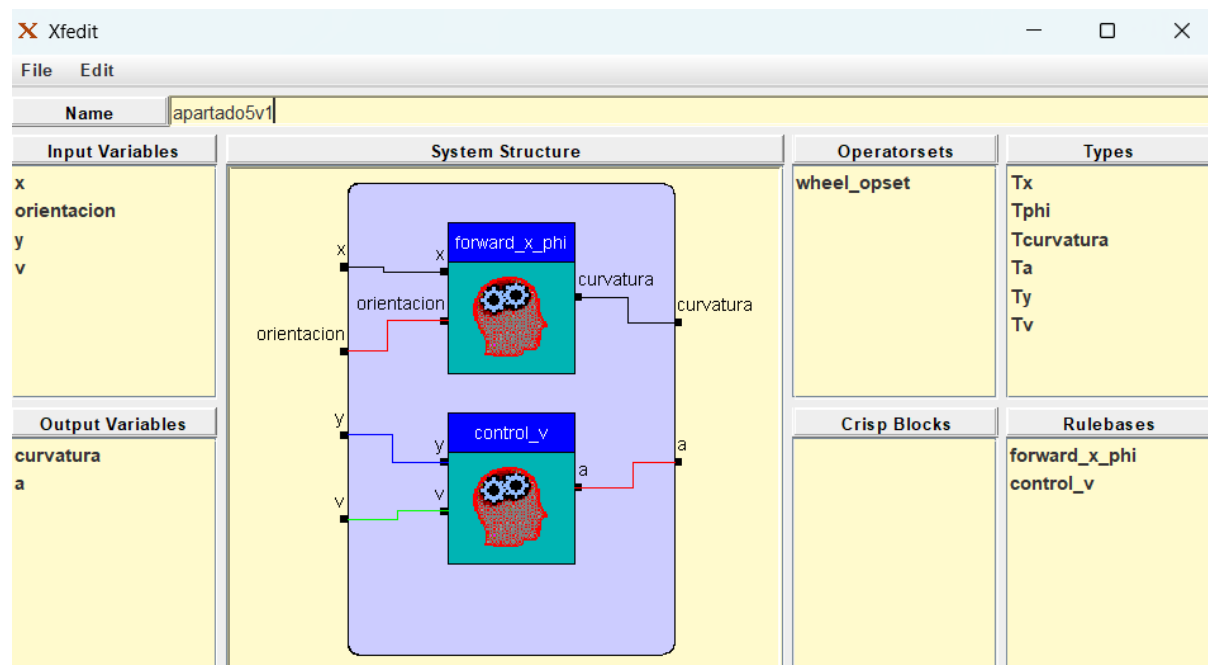 Xfedit
File Edit
Name apartado5v1
Input Variables
x
orientacion
y
v
System Structure
forward_x_phi
x
x
orientacion
orientacion
curvatura
curvatura
control_v
y
y
v
v
a
a
Operatorsets
wheel_opset
Types
Tx
Tphi
Tcurvatura
Ta
Ty
Tv
Output Variables
curvatura
a
Crisp Blocks
Rulebases
forward_x_phi
control_v